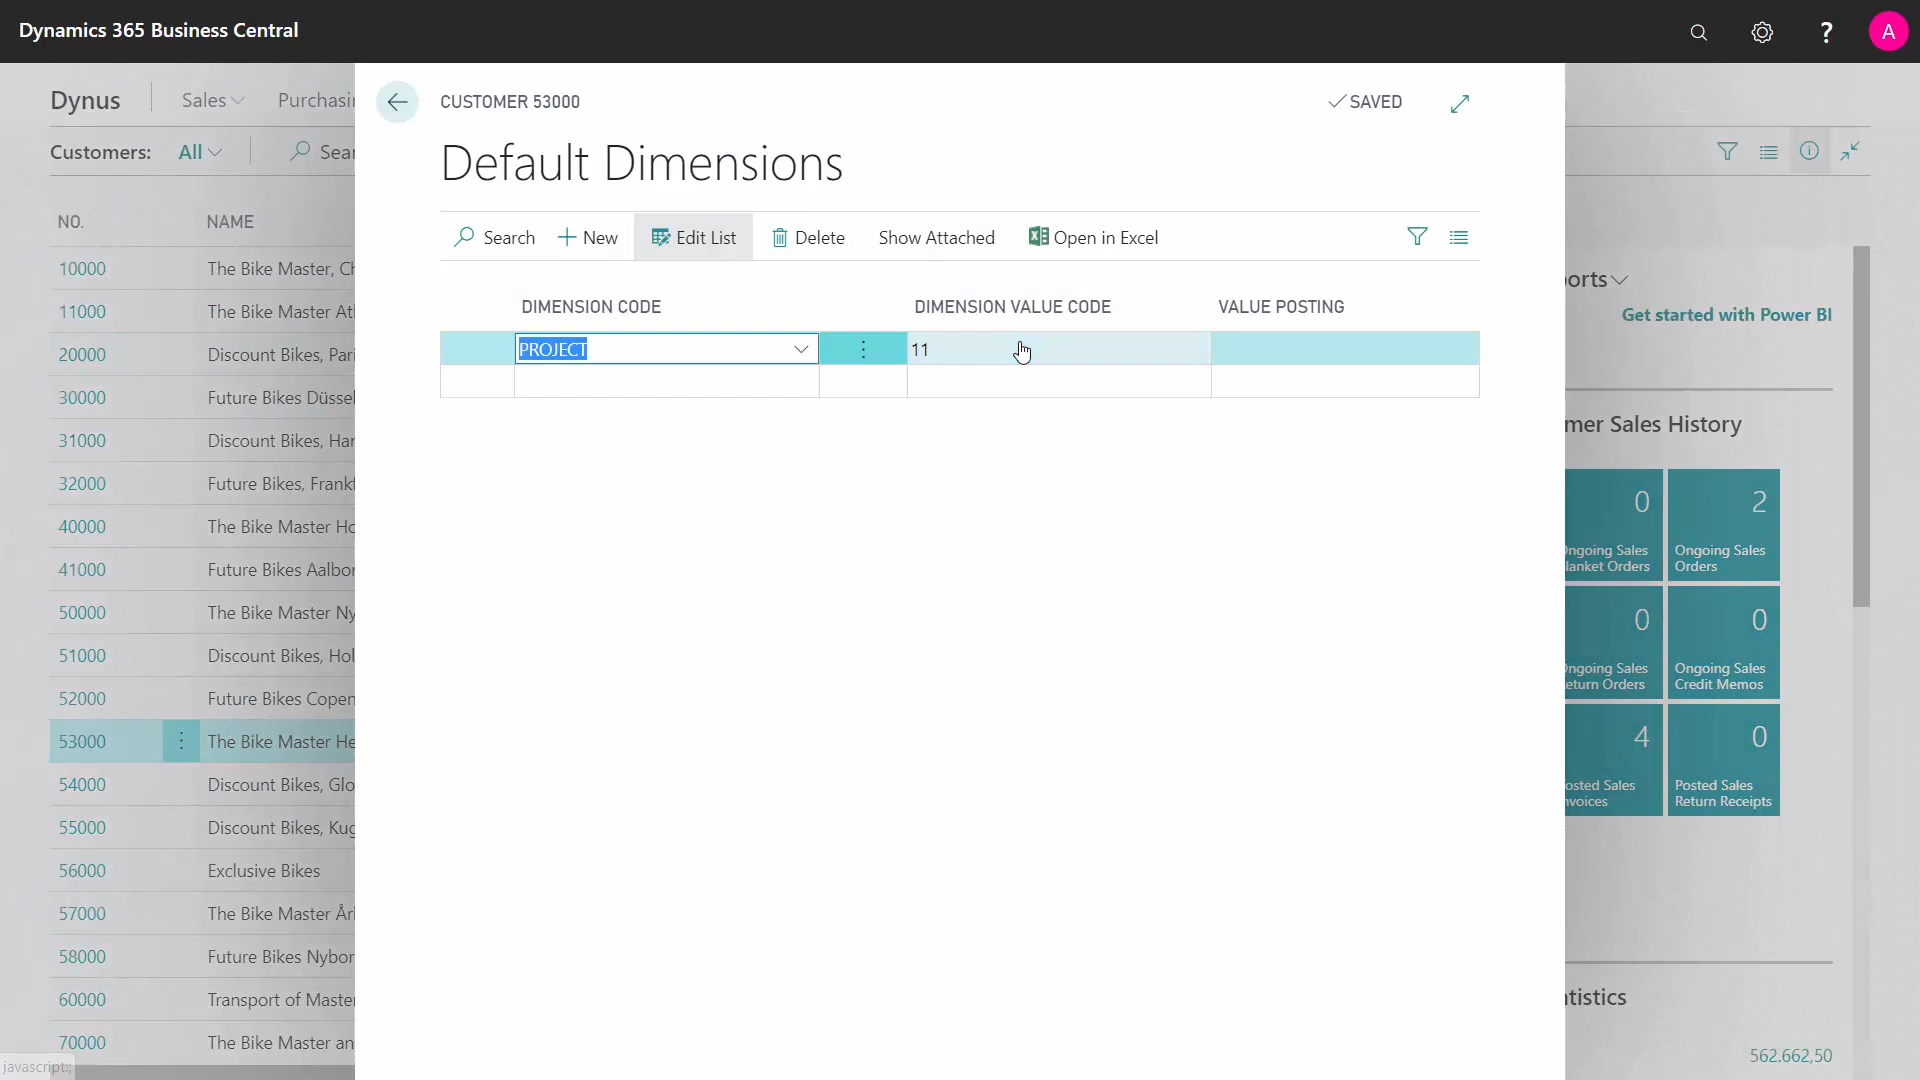 Dynamics 365 Business Central
A
Dynus
Sales
Purchasin
Customers:
All
Sear
NO.
NAME
10000
The Bike Master, Ch
11000
The Bike Master Atl
20000
Discount Bikes, Pari
30000
Future Bikes Düssel
31000
Discount Bikes, Har
32000
Future Bikes, Frankf
40000
The Bike Master Ho
41000
Future Bikes Aalbor
50000
The Bike Master Ny
51000
Discount Bikes, Hol
52000
Future Bikes Copen
53000
The Bike Master He
54000
Discount Bikes, Glo
55000
Discount Bikes, Kug
56000
Exclusive Bikes
57000
The Bike Master Årl
58000
Future Bikes Nybor
60000
Transport of Master
70000
The Bike Master an
javascript:;
CUSTOMER 53000
SAVED
Default Dimensions
Search
New
Edit List
Delete
Show Attached
Open in Excel
DIMENSION CODE
DIMENSION VALUE CODE
VALUE POSTING
PROJECT
11
orts
Get started with Power BI
mer Sales History
0
ngoing Sales
lanket Orders
2
Ongoing Sales
Orders
0
ngoing Sales
eturn Orders
0
Ongoing Sales
Credit Memos
4
osted Sales
nvoices
0
Posted Sales
Return Receipts
tistics
562.662,50